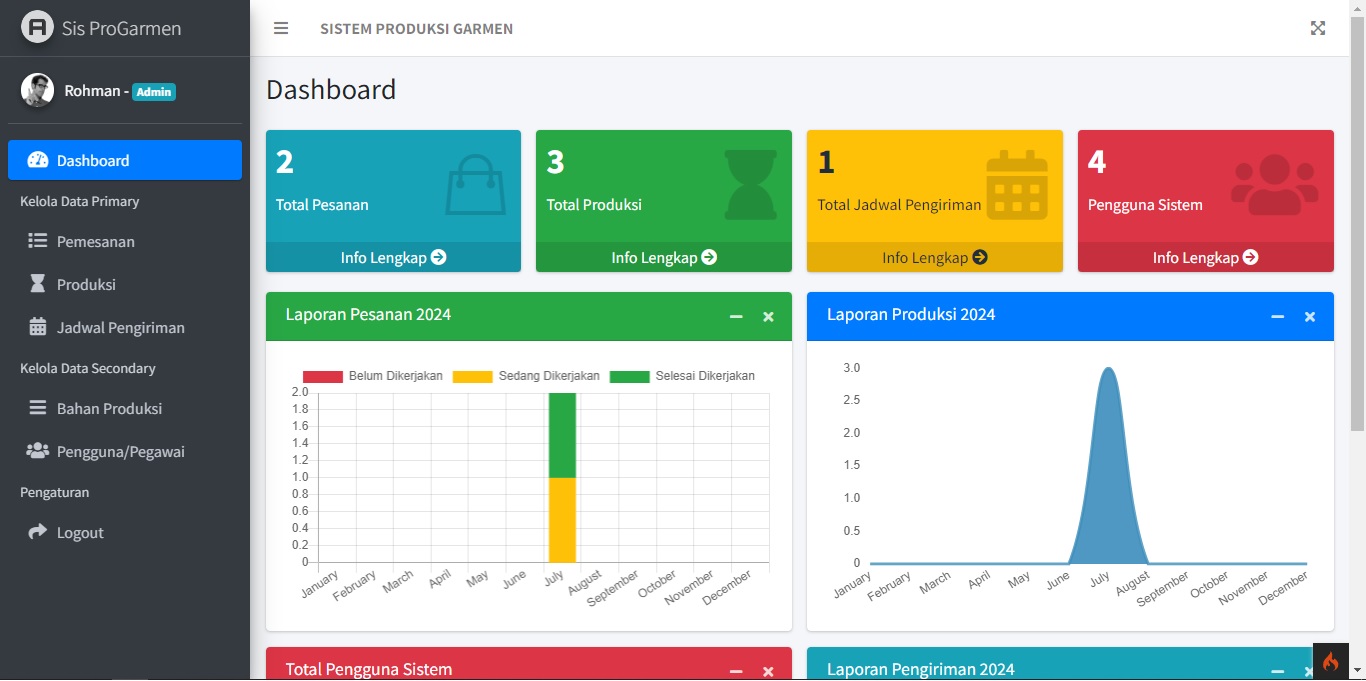 Sis ProGarmen
SISTEM PRODUKSI GARMEN
Rohman - Admin
Dashboard
Kelola Data Primary
Pemesanan
Produksi
Jadwal Pengiriman
Kelola Data Secondary
Bahan Produksi
Pengguna/Pegawai
Pengaturan
Logout
Dashboard
2
Total Pesanan
Info Lengkap
3
Total Produksi
Info Lengkap
1
Total Jadwal Pengiriman
Info Lengkap
4
Pengguna Sistem
Info Lengkap
Laporan Pesanan 2024
Belum Dikerjakan Sedang Dikerjakan Selesai Dikerjakan
2.0
1.8
1.6
1.4
1.2
1.0
0.8
0.6
0.4
0.2
0
January February March April May June July August September October November December
Laporan Produksi 2024
3.0
2.5
2.0
1.5
1.0
0.5
0
January February March April May June July August September October November December
Total Pengguna Sistem
Laporan Pengiriman 2024